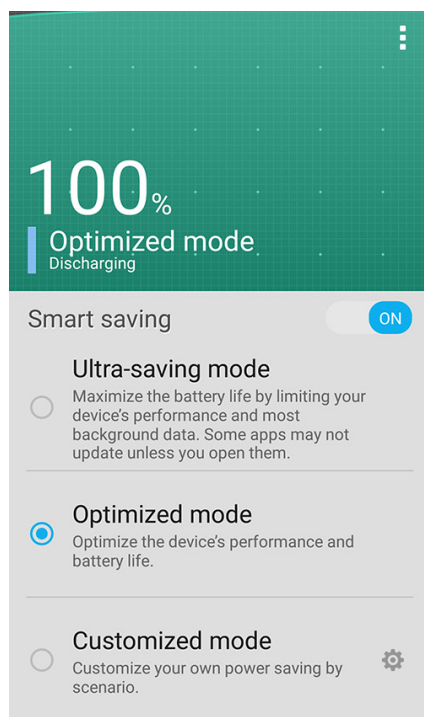 100%
Optimized mode
Discharging
Smart saving
ON
Ultra-saving mode
Maximize the battery life by limiting your
device's performance and most
background data. Some apps may not
update unless you open them.
Optimized mode
Optimize the device's performance and
battery life.
Customized mode
Customize your own power saving by
scenario.